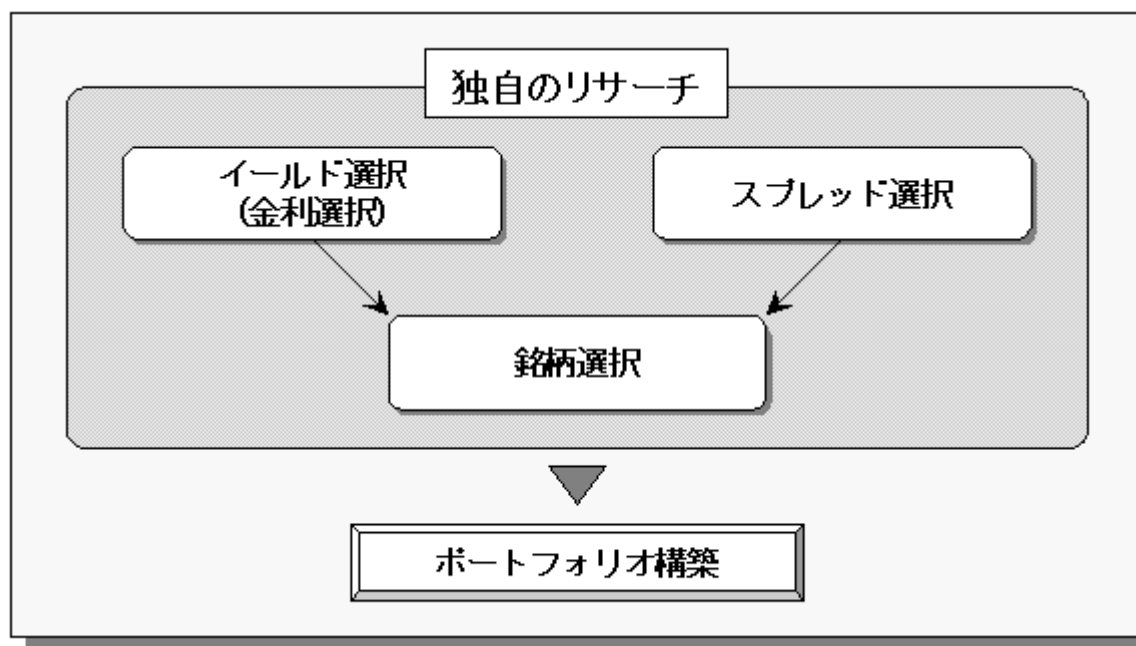 独自のリサーチ
イールド選択
(金利選択)
スプレッド選択
銘柄選択
ポートフォリオ構築